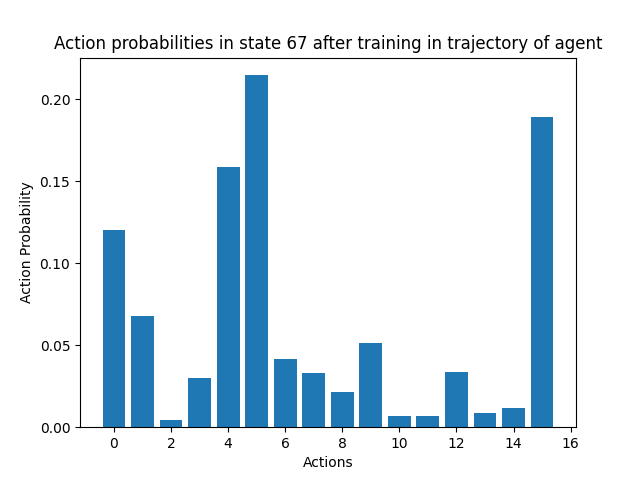 Action probabilities in state 67 after training in trajectory of agent
0.20
0.15
0.10
0.05
0.00
Action Probability
0 2 4 6 8 10 12 14 16
Actions